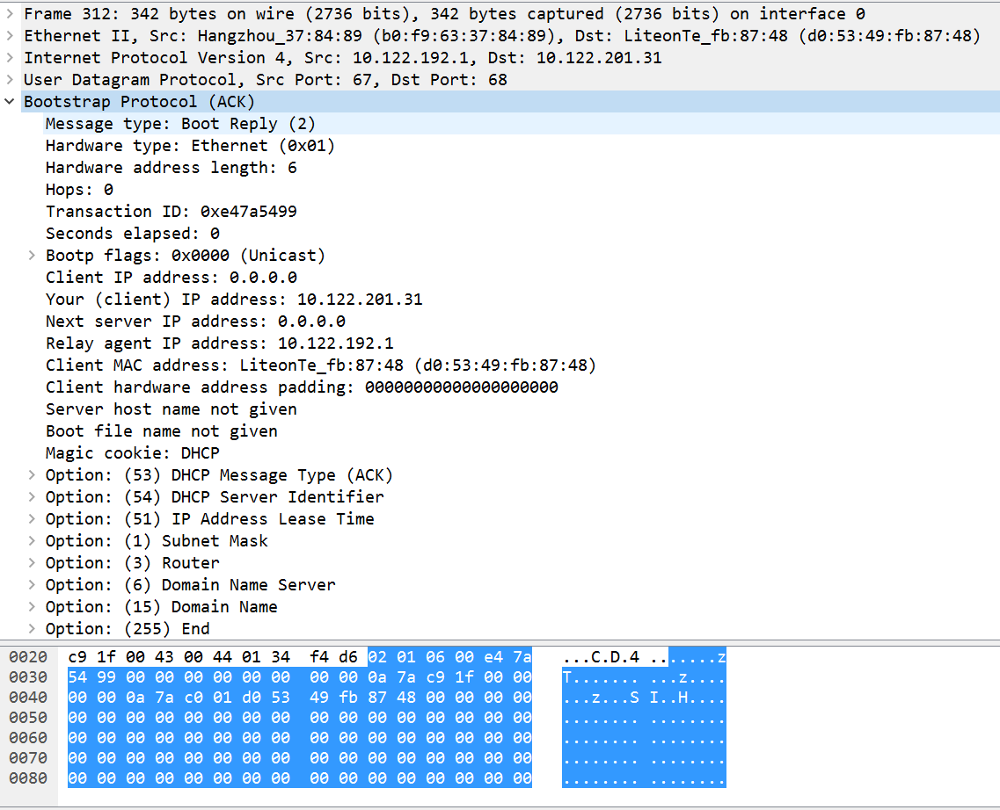 Frame 312: 342 bytes on wire (2736 bits), 342 bytes captured (2736 bits) on interface 0
Ethernet II, Src: Hangzhou_37:84:89 (b0:f9:63:37:84:89), Dst: LiteonTe_fb:87:48 (d0:53:49:fb:87:48)
Internet Protocol Version 4, Src: 10.122.192.1, Dst: 10.122.201.31
User Datagram Protocol, Src Port: 67, Dst Port: 68
Bootstrap Protocol (ACK)
Message type: Boot Reply (2)
Hardware type: Ethernet (0x01)
Hardware address length: 6
Hops: 0
Transaction ID: 0xe47a5499
Seconds elapsed: 0
Bootp flags: 0x0000 (Unicast)
Client IP address: 0.0.0.0
Your (client) IP address: 10.122.201.31
Next server IP address: 0.0.0.0
Relay agent IP address: 10.122.192.1
Client MAC address: LiteonTe_fb:87:48 (d0:53:49:fb:87:48)
Client hardware address padding: 00000000000000000000
Server host name not given
Boot file name not given
Magic cookie: DHCP
Option: (53) DHCP Message Type (ACK)
Option: (54) DHCP Server Identifier
Option: (51) IP Address Lease Time
Option: (1) Subnet Mask
Option: (3) Router
Option: (6) Domain Name Server
Option: (15) Domain Name
Option: (255) End
0020 c9 1f 00 43 00 44 01 34 f4 d6 02 01 06 00 e4 7a ...C.D.4 .......z
0030 54 99 00 00 00 00 00 00 00 00 0a 7a c9 1f 00 00 T....... ...z....
0040 00 00 0a 7a c0 01 d0 53 49 fb 87 48 00 00 00 00 ...z...S I..H....
0050 00 00 00 00 00 00 00 00 00 00 00 00 00 00 00 00 ........ ........
0060 00 00 00 00 00 00 00 00 00 00 00 00 00 00 00 00 ........ ........
0070 00 00 00 00 00 00 00 00 00 00 00 00 00 00 00 00 ........ ........
0080 00 00 00 00 00 00 00 00 00 00 00 00 00 00 00 00 ........ ........